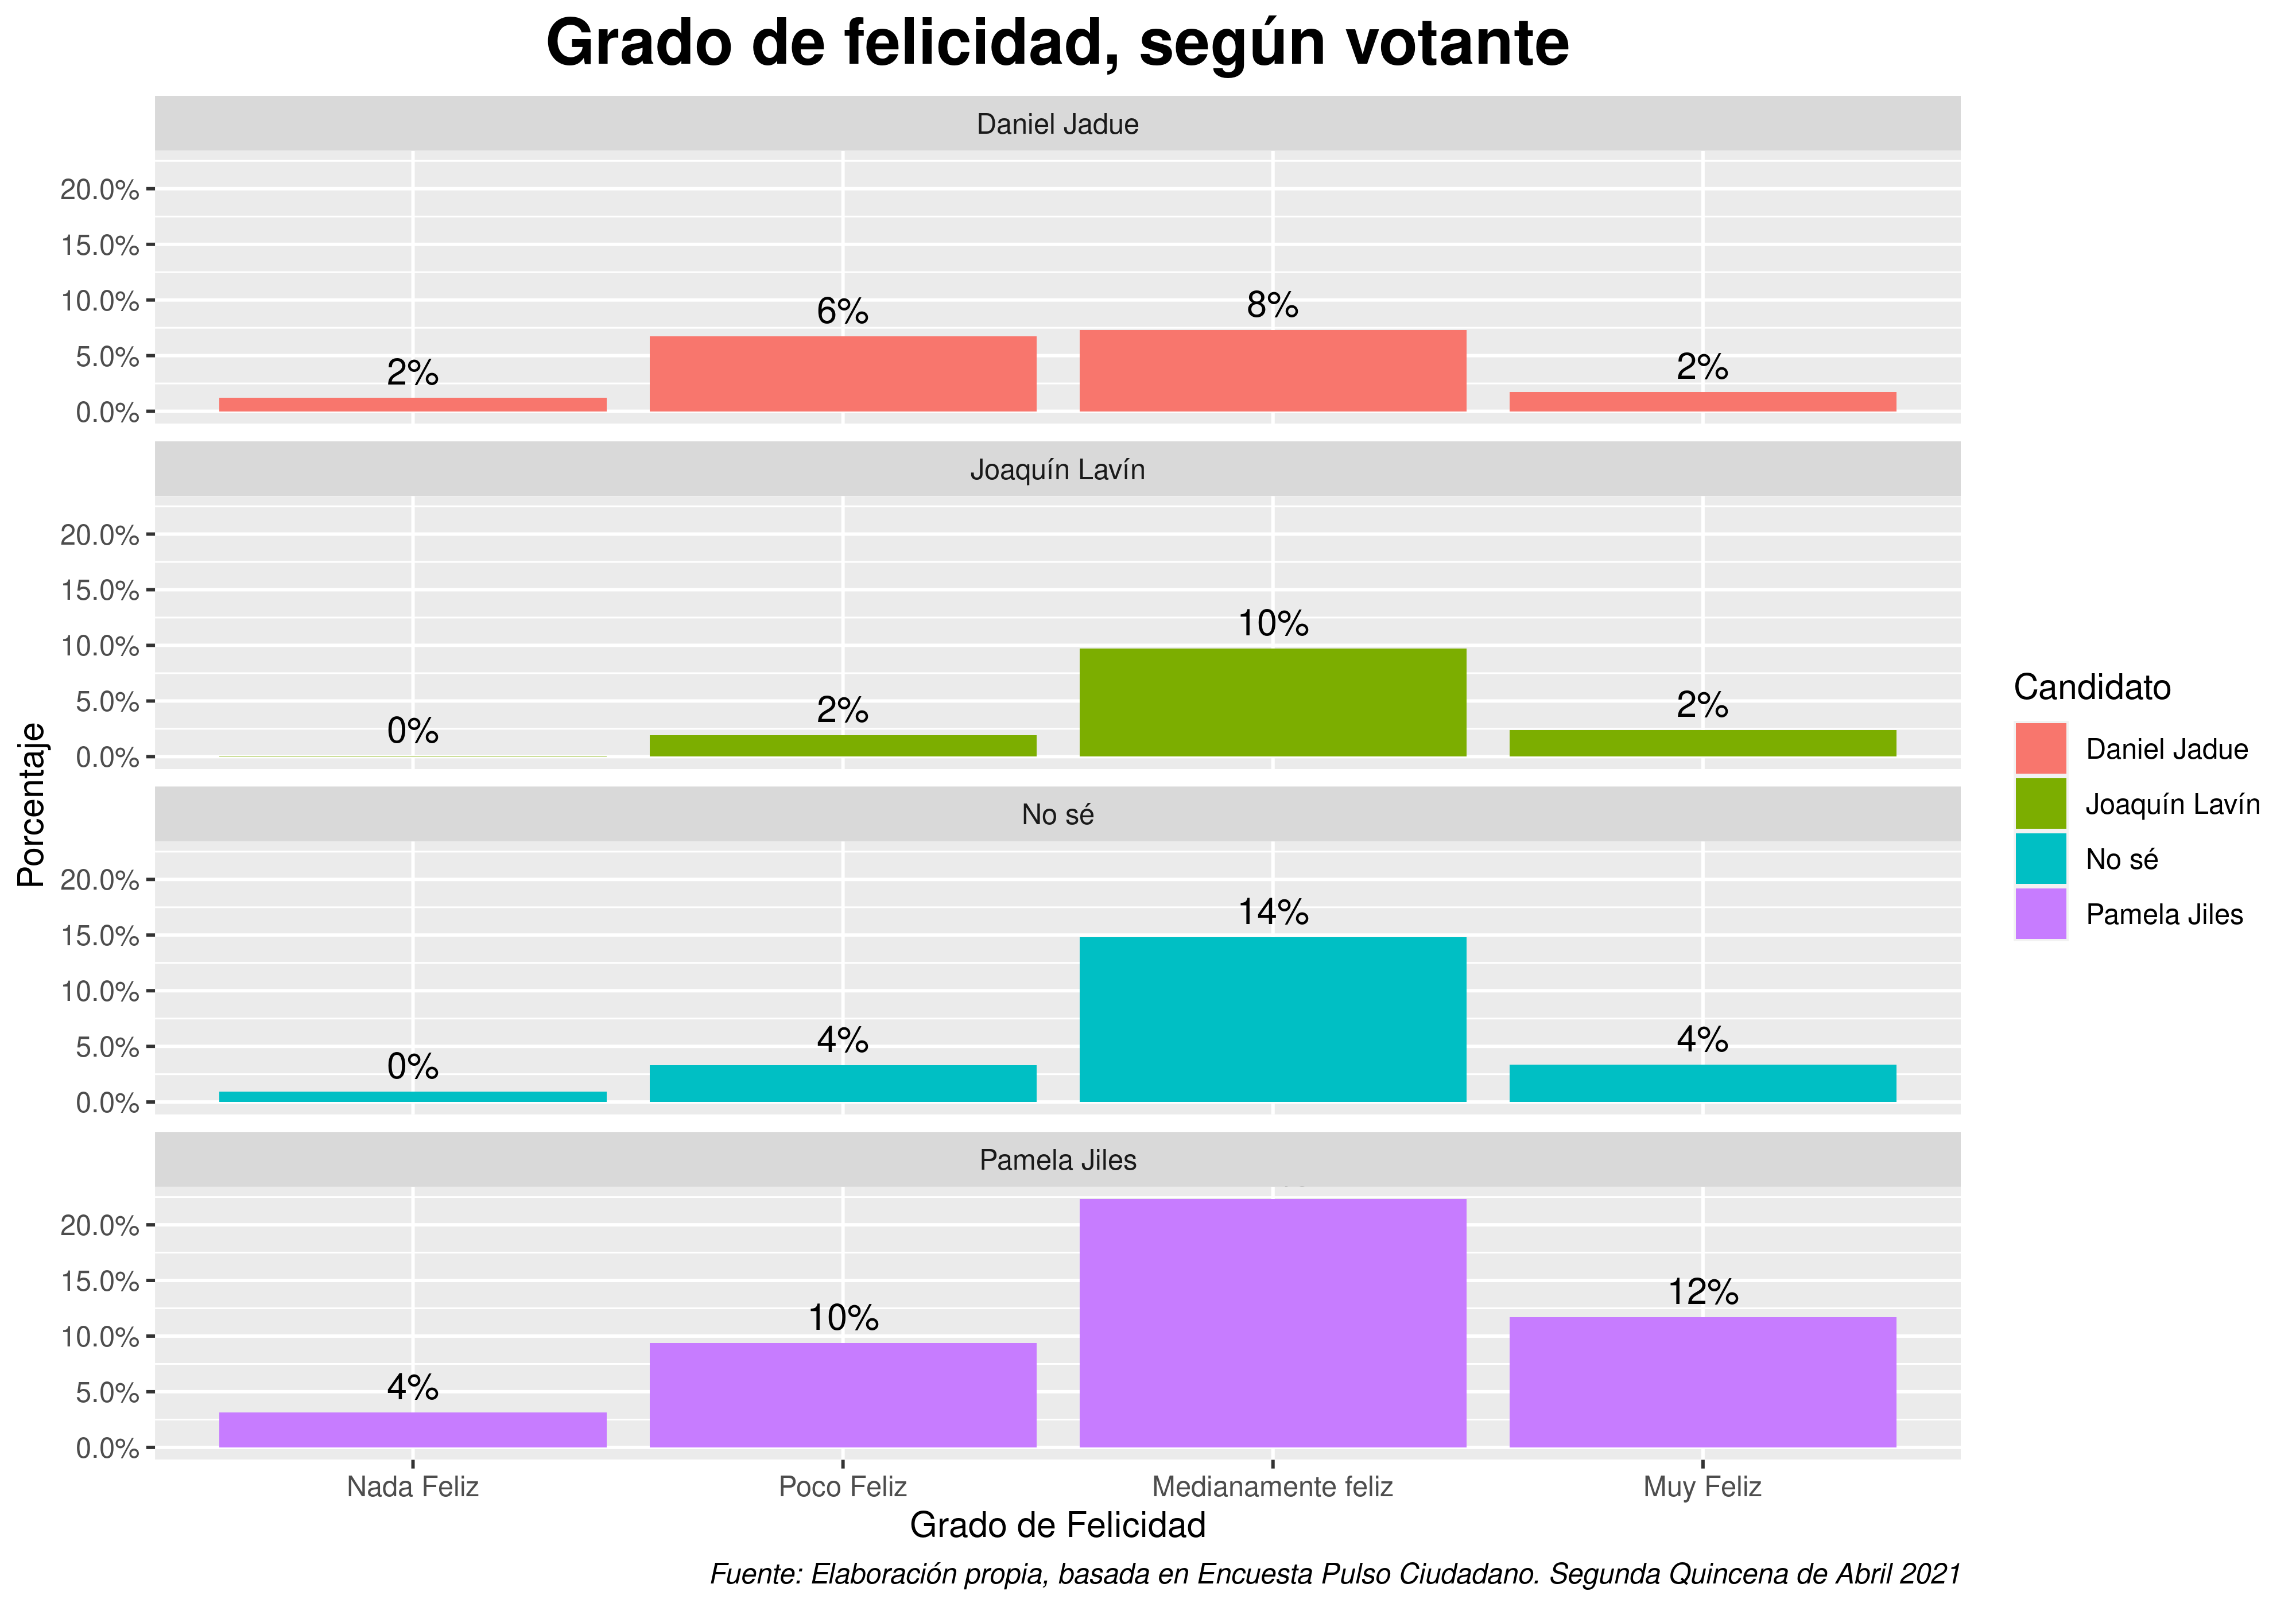 Grado de felicidad, según votante
Daniel Jadue
20.0%
15.0%
10.0%
5.0%
0.0%
2%
6%
8%
2%
Joaquín Lavín
20.0%
15.0%
10.0%
5.0%
0.0%
0%
2%
10%
2%
No sé
20.0%
15.0%
10.0%
5.0%
0.0%
0%
4%
14%
4%
Pamela Jiles
20.0%
15.0%
10.0%
5.0%
0.0%
4%
10%
12%
Nada Feliz
Poco Feliz
Medianamente feliz
Muy Feliz
Grado de Felicidad
Porcentaje
Candidato
Daniel Jadue
Joaquín Lavín
No sé
Pamela Jiles
Fuente: Elaboración propia, basada en Encuesta Pulso Ciudadano. Segunda Quincena de Abril 2021